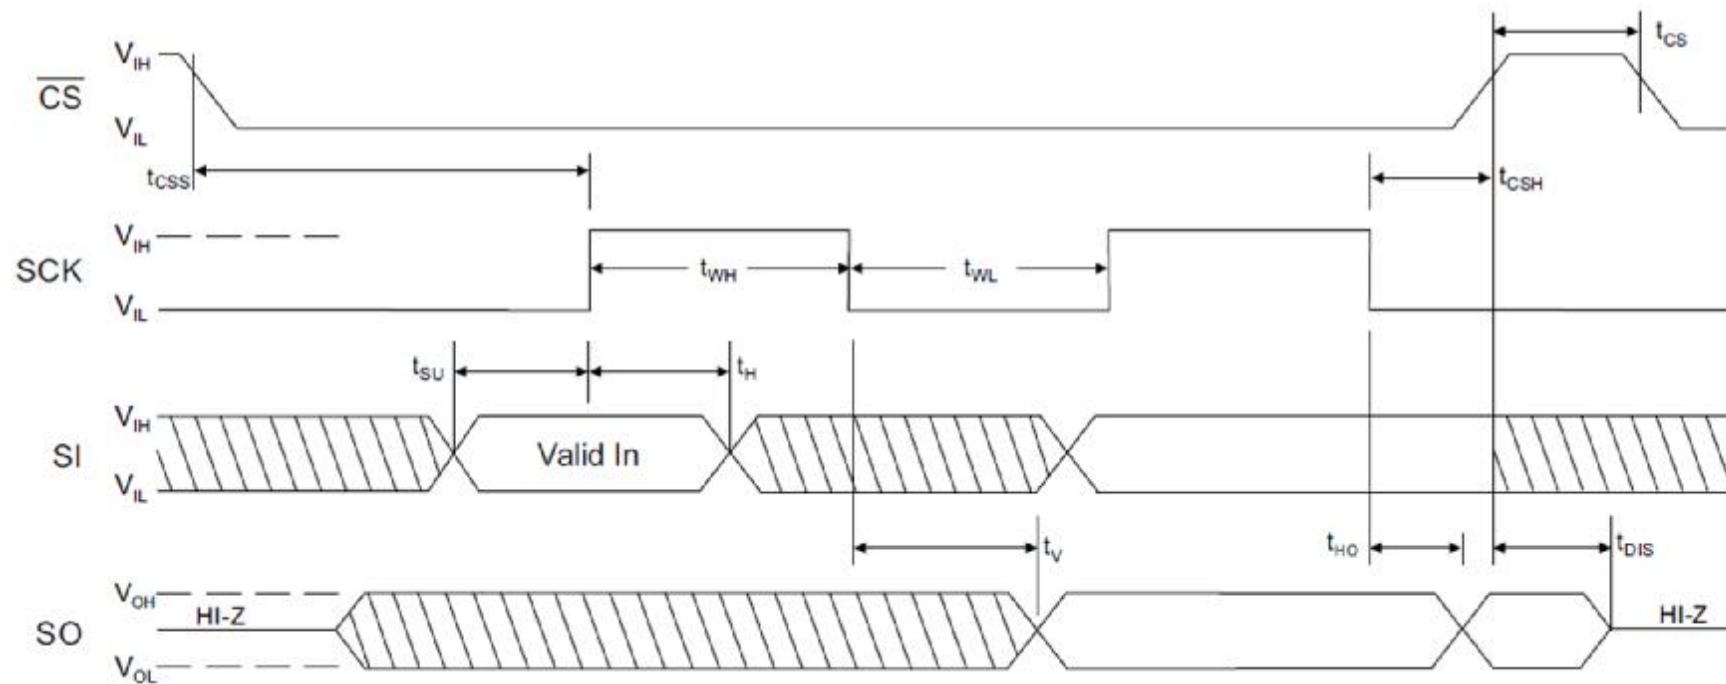 t_CS
V_IH
C̅S̅
V_IL
t_CSS
t_CSH
V_IH
SCK
t_WH
t_WL
V_IL
t_SU
t_H
V_IH
SI
Valid In
V_IL
t_V
t_HO
t_DIS
V_OH
HI-Z
HI-Z
SO
V_OL